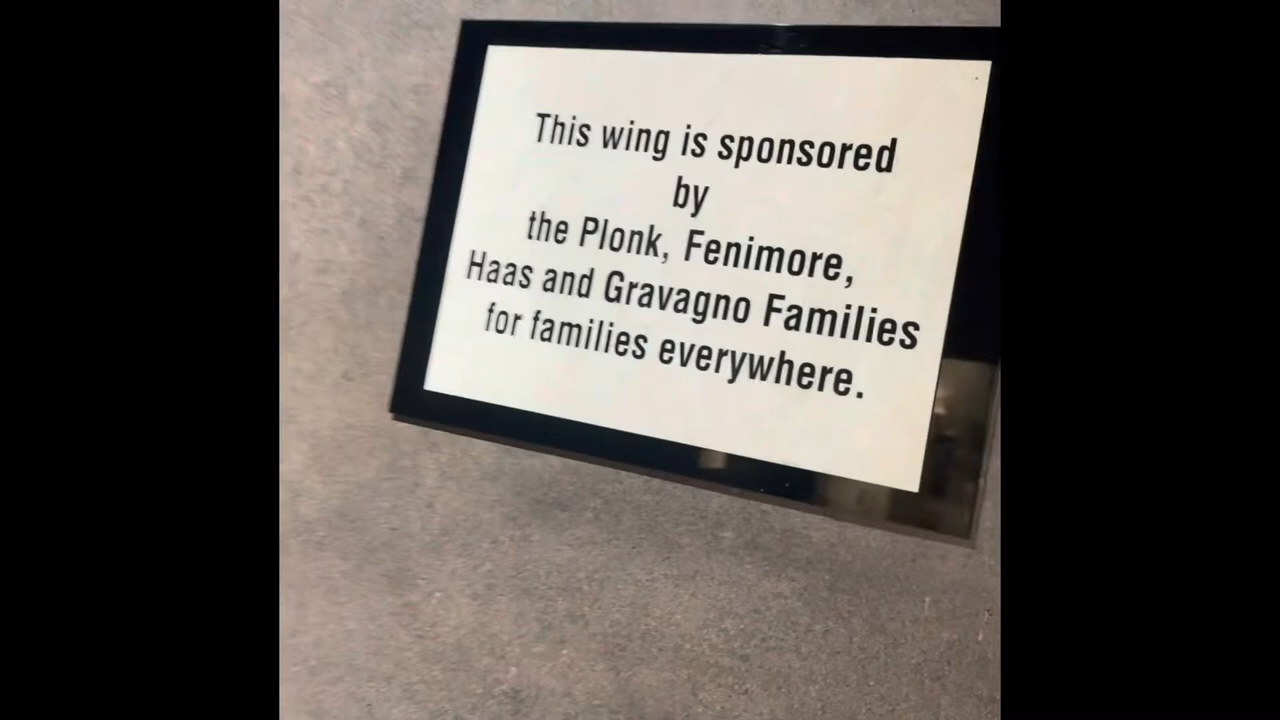 This wing is sponsored
by
the Plonk, Fenimore,
Haas and Gravagno Families
for families everywhere.